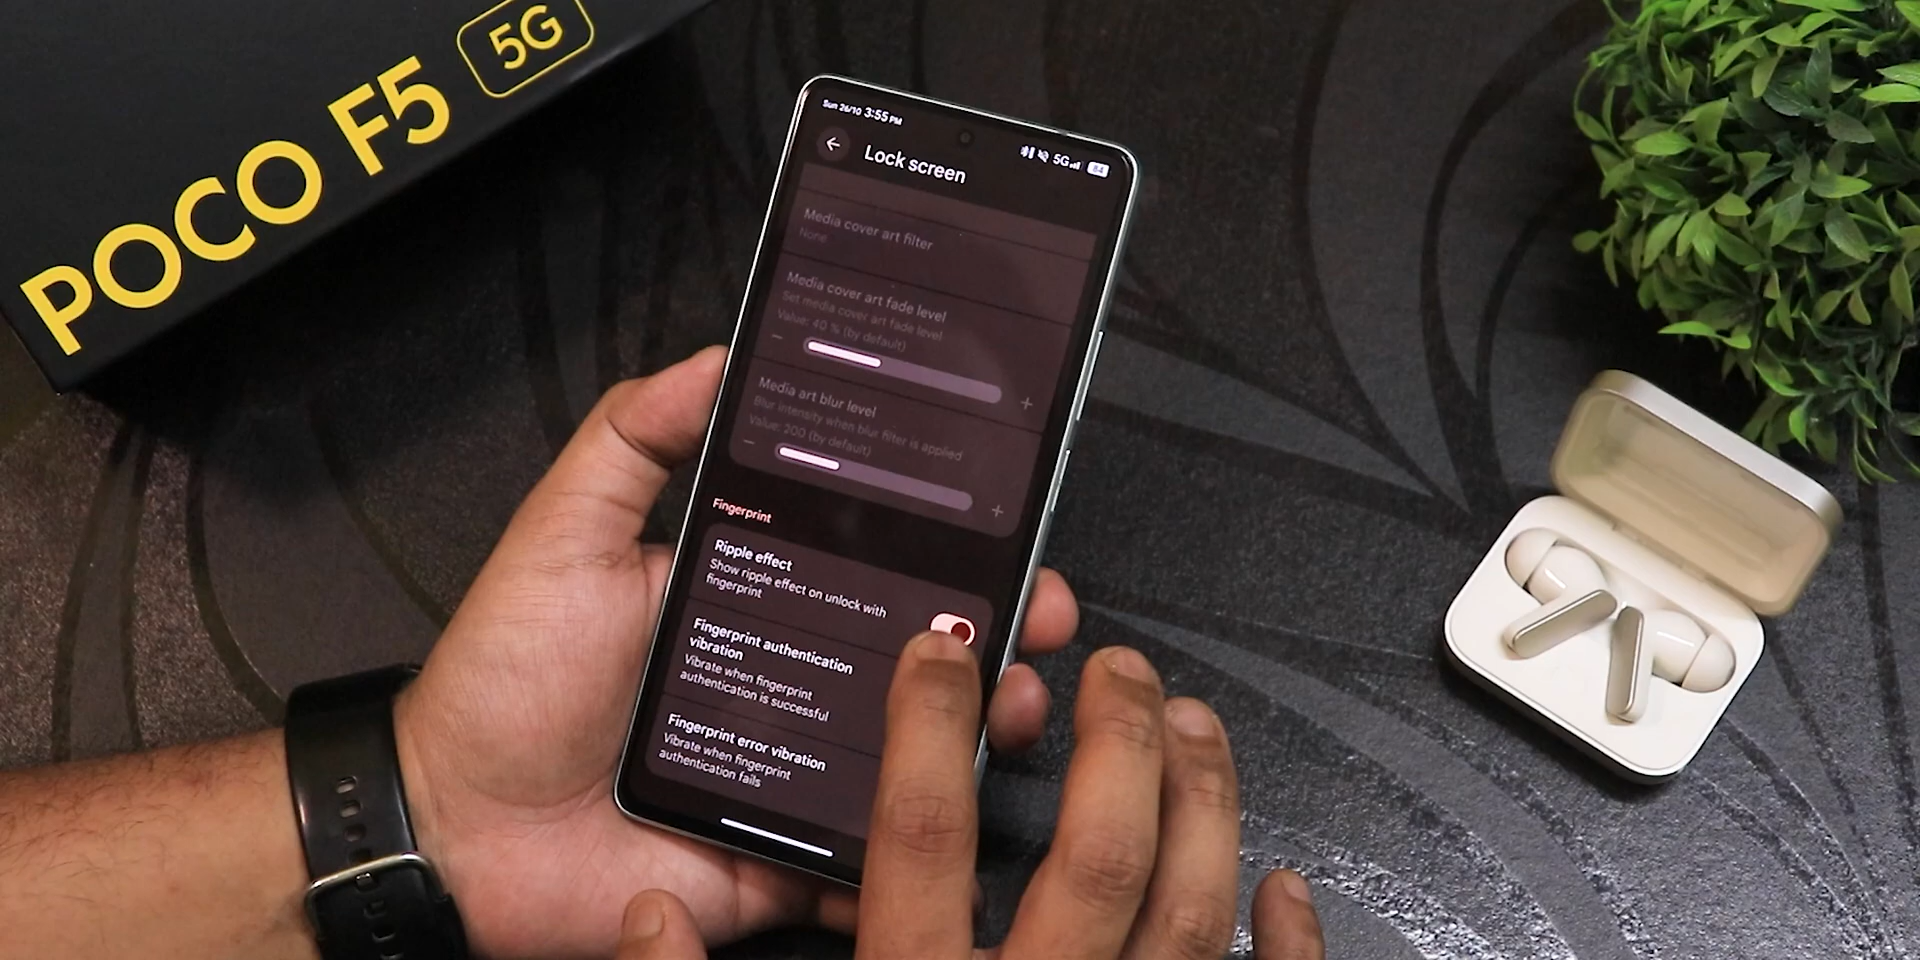 POCO F5 5G
Sun 26/10 3:55 PM
5G 84
Lock screen
Media cover art filter
None
Media cover art fade level
Set media cover art fade level
Value: 40 % (by default)
− +
Media art blur level
Blur intensity when blur filter is applied
Value: 200 (by default)
− +
Fingerprint
Ripple effect
Show ripple effect on unlock with
fingerprint
Fingerprint authentication
vibration
Vibrate when fingerprint
authentication is successful
Fingerprint error vibration
Vibrate when fingerprint
authentication fails